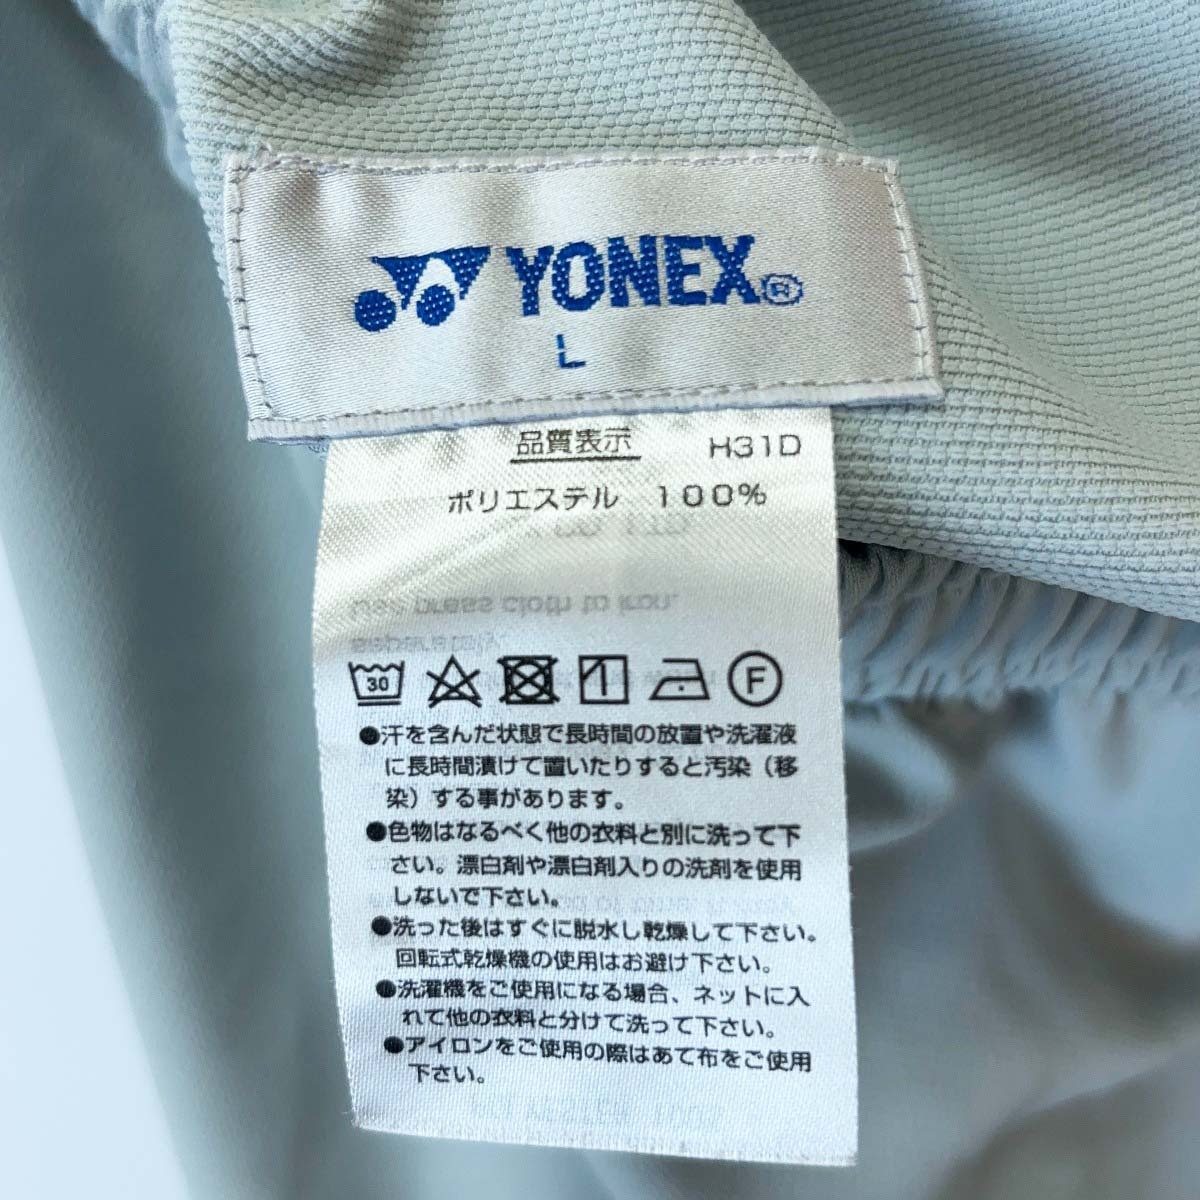 YONEX®
L
品質表示 H31D
ポリエステル 100%
Use press cloth to iron.
separately.
30 F
●汗を含んだ状態で長時間の放置や洗濯液
に長時間漬けて置いたりすると汚染（移
染）する事があります。
●色物はなるべく他の衣料と別に洗って下
さい。漂白剤や漂白剤入りの洗剤を使用
しないで下さい。
●洗った後はすぐに脱水し乾燥して下さい。
回転式乾燥機の使用はお避け下さい。
●洗濯機をご使用になる場合、ネットに入
れて他の衣料と分けて洗って下さい。
●アイロンをご使用の際はあて布をご使用
下さい。